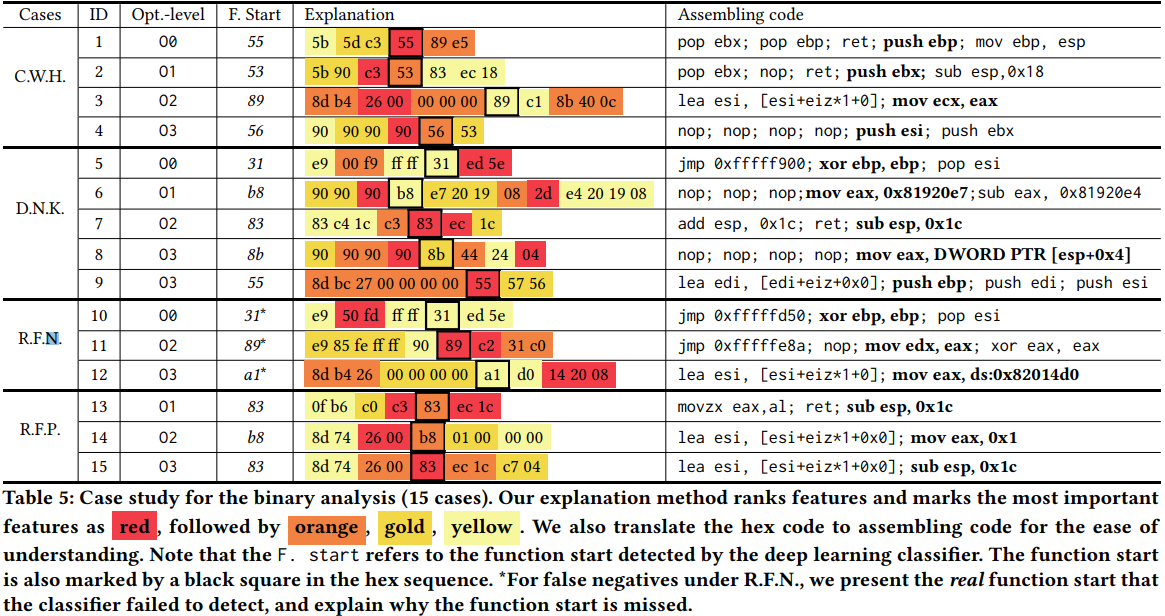 Cases ID Opt.-level F. Start Explanation Assembling code
C.W.H.
1 O0 55 5b 5d c3 55 89 e5 pop ebx; pop ebp; ret; push ebp; mov ebp, esp
2 O1 53 5b 90 c3 53 83 ec 18 pop ebx; nop; ret; push ebx; sub esp,0x18
3 O2 89 8d b4 26 00 00 00 00 89 c1 8b 40 0c lea esi, [esi+eiz*1+0]; mov ecx, eax
4 O3 56 90 90 90 90 56 53 nop; nop; nop; nop; push esi; push ebx
D.N.K.
5 O0 31 e9 00 f9 ff ff 31 ed 5e jmp 0xfffff900; xor ebp, ebp; pop esi
6 O1 b8 90 90 90 b8 e7 20 19 08 2d e4 20 19 08 nop; nop; nop;mov eax, 0x81920e7;sub eax, 0x81920e4
7 O2 83 83 c4 1c c3 83 ec 1c add esp, 0x1c; ret; sub esp, 0x1c
8 O3 8b 90 90 90 90 8b 44 24 04 nop; nop; nop; nop; mov eax, DWORD PTR [esp+0x4]
9 O3 55 8d bc 27 00 00 00 00 55 57 56 lea edi, [edi+eiz+0x0]; push ebp; push edi; push esi
R.F.N.
10 O0 31* e9 50 fd ff ff 31 ed 5e jmp 0xfffffd50; xor ebp, ebp; pop esi
11 O2 89* e9 85 fe ff ff 90 89 c2 31 c0 jmp 0xfffffe8a; nop; mov edx, eax; xor eax, eax
12 O3 a1* 8d b4 26 00 00 00 00 a1 d0 14 20 08 lea esi, [esi+eiz*1+0]; mov eax, ds:0x82014d0
R.F.P.
13 O1 83 0f b6 c0 c3 83 ec 1c movzx eax,al; ret; sub esp, 0x1c
14 O2 b8 8d 74 26 00 b8 01 00 00 00 lea esi, [esi+eiz*1+0x0]; mov eax, 0x1
15 O3 83 8d 74 26 00 83 ec 1c c7 04 lea esi, [esi+eiz*1+0x0]; sub esp, 0x1c
Table 5: Case study for the binary analysis (15 cases). Our explanation method ranks features and marks the most important
features as red, followed by orange, gold, yellow. We also translate the hex code to assembling code for the ease of
understanding. Note that the F. start refers to the function start detected by the deep learning classifier. The function start
is also marked by a black square in the hex sequence. *For false negatives under R.F.N., we present the real function start that
the classifier failed to detect, and explain why the function start is missed.